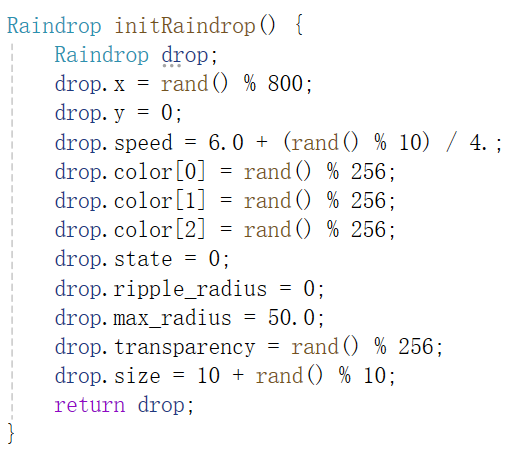 Raindrop initRaindrop() {
    Raindrop drop;
    drop.x = rand() % 800;
    drop.y = 0;
    drop.speed = 6.0 + (rand() % 10) / 4.;
    drop.color[0] = rand() % 256;
    drop.color[1] = rand() % 256;
    drop.color[2] = rand() % 256;
    drop.state = 0;
    drop.ripple_radius = 0;
    drop.max_radius = 50.0;
    drop.transparency = rand() % 256;
    drop.size = 10 + rand() % 10;
    return drop;
}